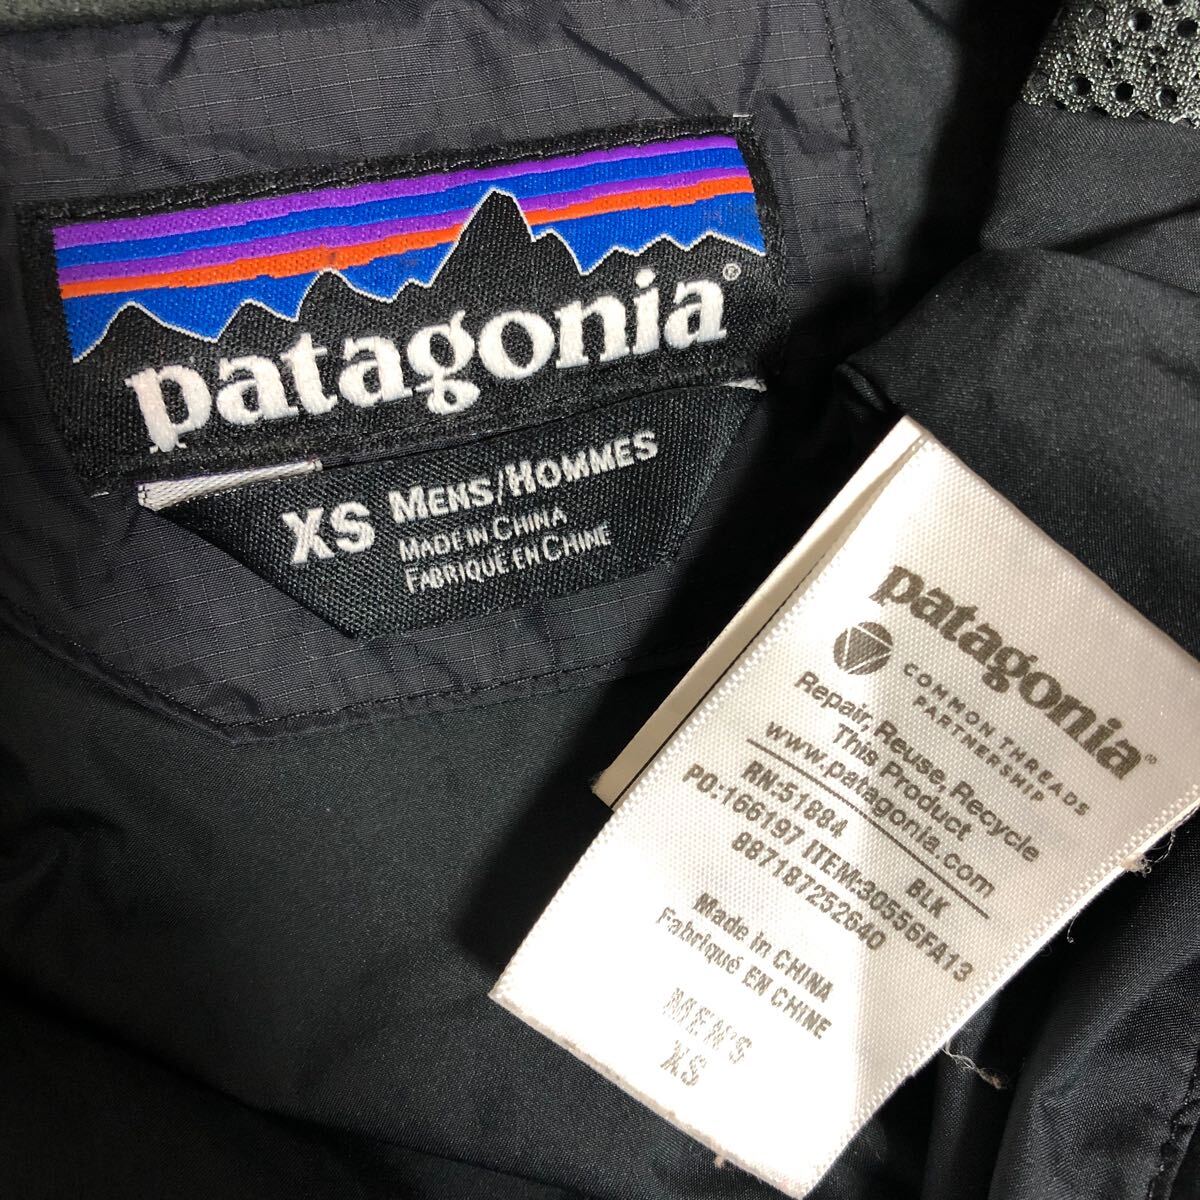 patagonia®
XS MENS/HOMMES
MADE IN CHINA
FABRIQUÉ EN CHINE
patagonia®
COMMON THREADS
PARTNERSHIP
Repair, Reuse, Recycle
This Product
www.patagonia.com
RN:51884 BLK
PO:166197 ITEM:30556FA13
887187252640
Made in CHINA
Fabriqué EN CHINE
MEN'S
XS